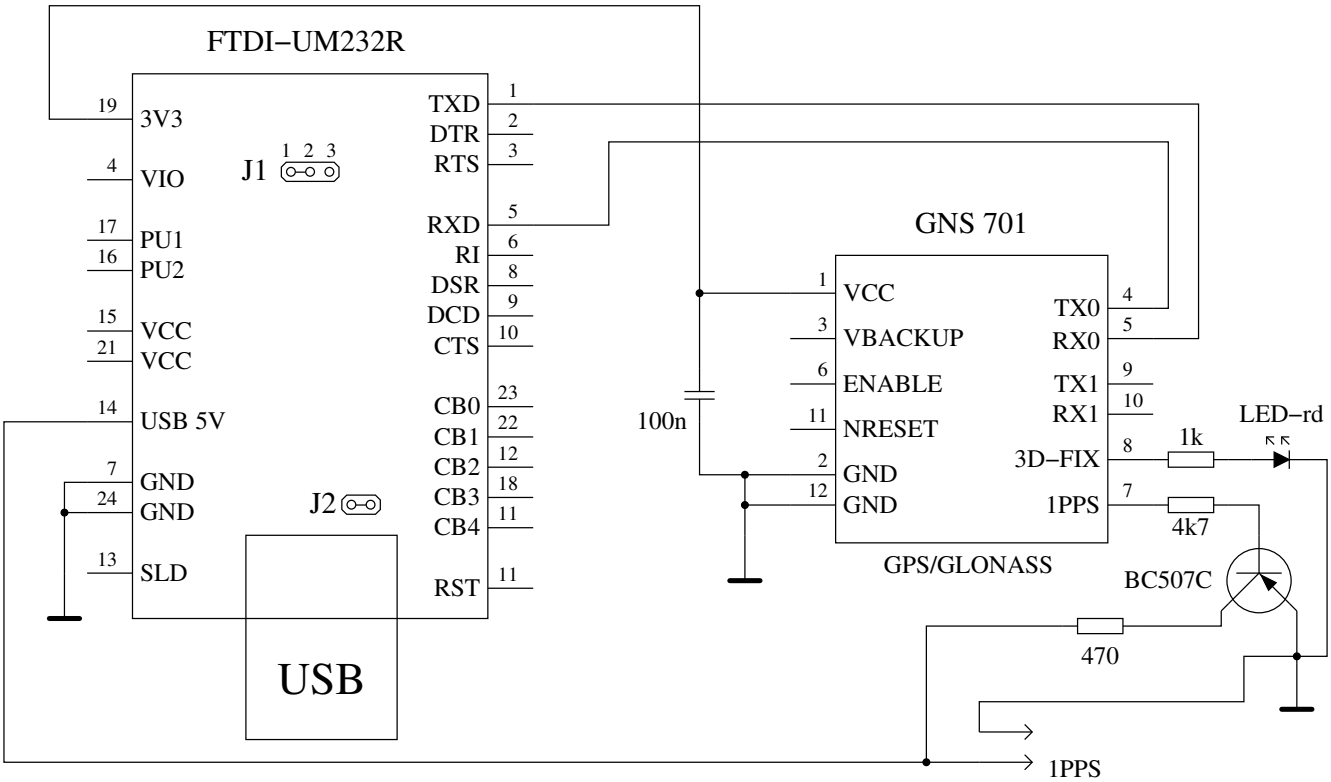 FTDI−UM232R
19 3V3
4 VIO
17 PU1
16 PU2
15 VCC
21 VCC
14 USB 5V
7 GND
24 GND
13 SLD
J1 1 2 3
J2
USB
TXD 1
DTR 2
RTS 3
RXD 5
RI 6
DSR 8
DCD 9
CTS 10
CB0 23
CB1 22
CB2 12
CB3 18
CB4 11
RST 11
100n
GNS 701
1 VCC
3 VBACKUP
6 ENABLE
11 NRESET
2 GND
12 GND
TX0 4
RX0 5
TX1 9
RX1 10
3D−FIX 8
1PPS 7
GPS/GLONASS
1k
LED−rd
4k7
BC507C
470
1PPS